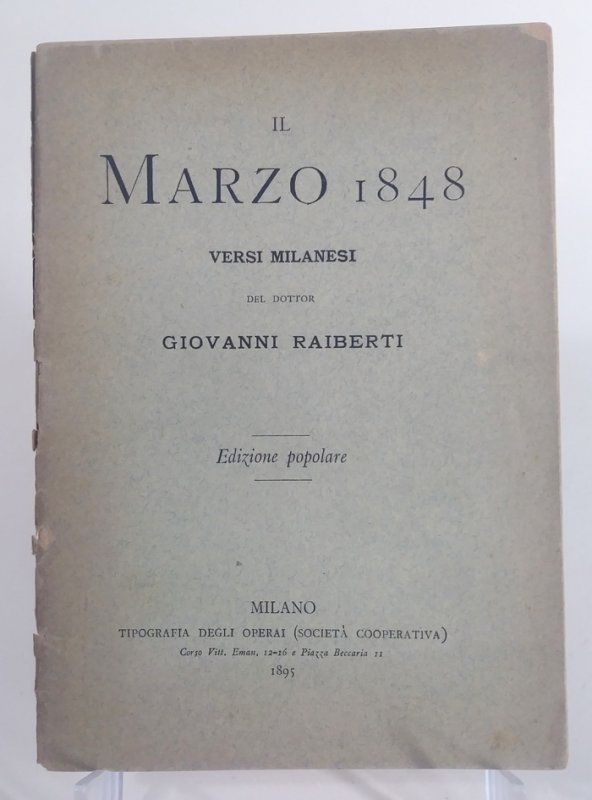 IL
MARZO 1848
VERSI MILANESI
DEL DOTTOR
GIOVANNI RAIBERTI
Edizione popolare
MILANO
TIPOGRAFIA DEGLI OPERAI (SOCIETÀ COOPERATIVA)
Corso Vitt. Eman. 12-16 e Piazza Beccaria 11
1895